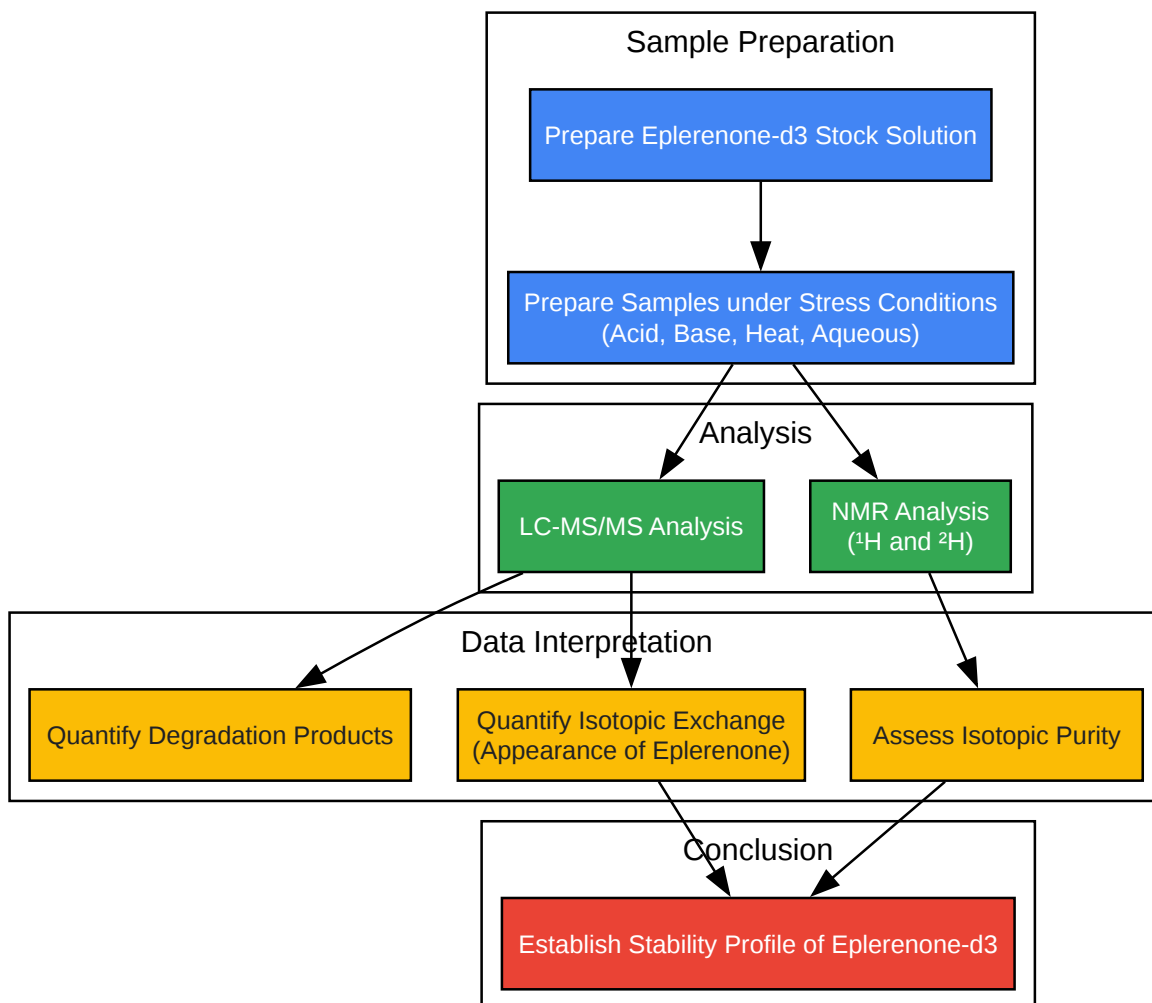 Sample Preparation
Prepare Eplerenone-d3 Stock Solution
Prepare Samples under Stress Conditions
(Acid, Base, Heat, Aqueous)
Analysis
LC-MS/MS Analysis
NMR Analysis
(¹H and ²H)
Data Interpretation
Quantify Degradation Products
Quantify Isotopic Exchange
(Appearance of Eplerenone)
Assess Isotopic Purity
Conclusion
Establish Stability Profile of Eplerenone-d3